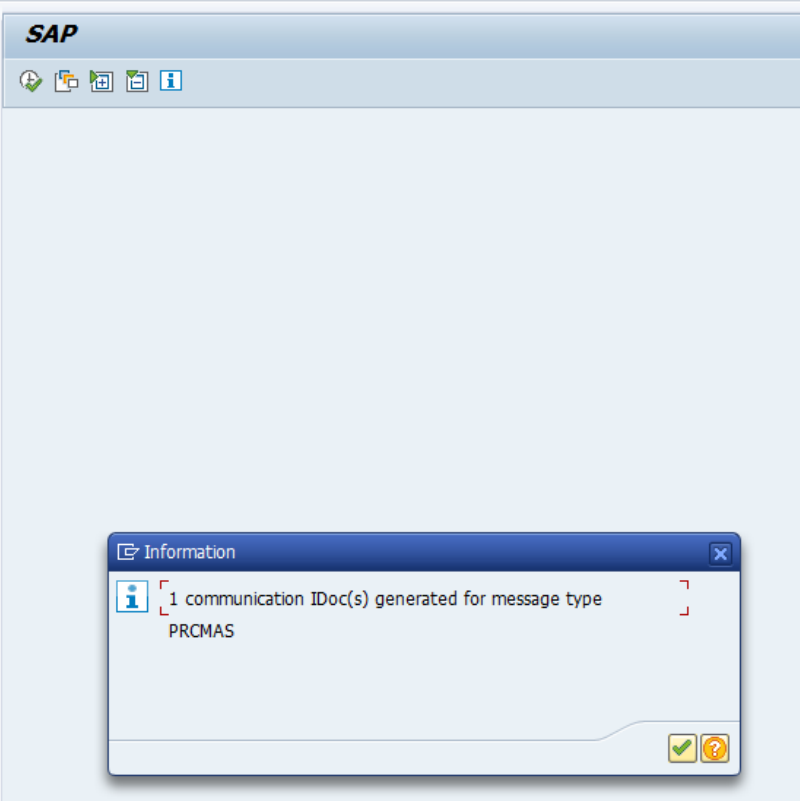 SAP
Information
1 communication IDoc(s) generated for message type
PRCMAS